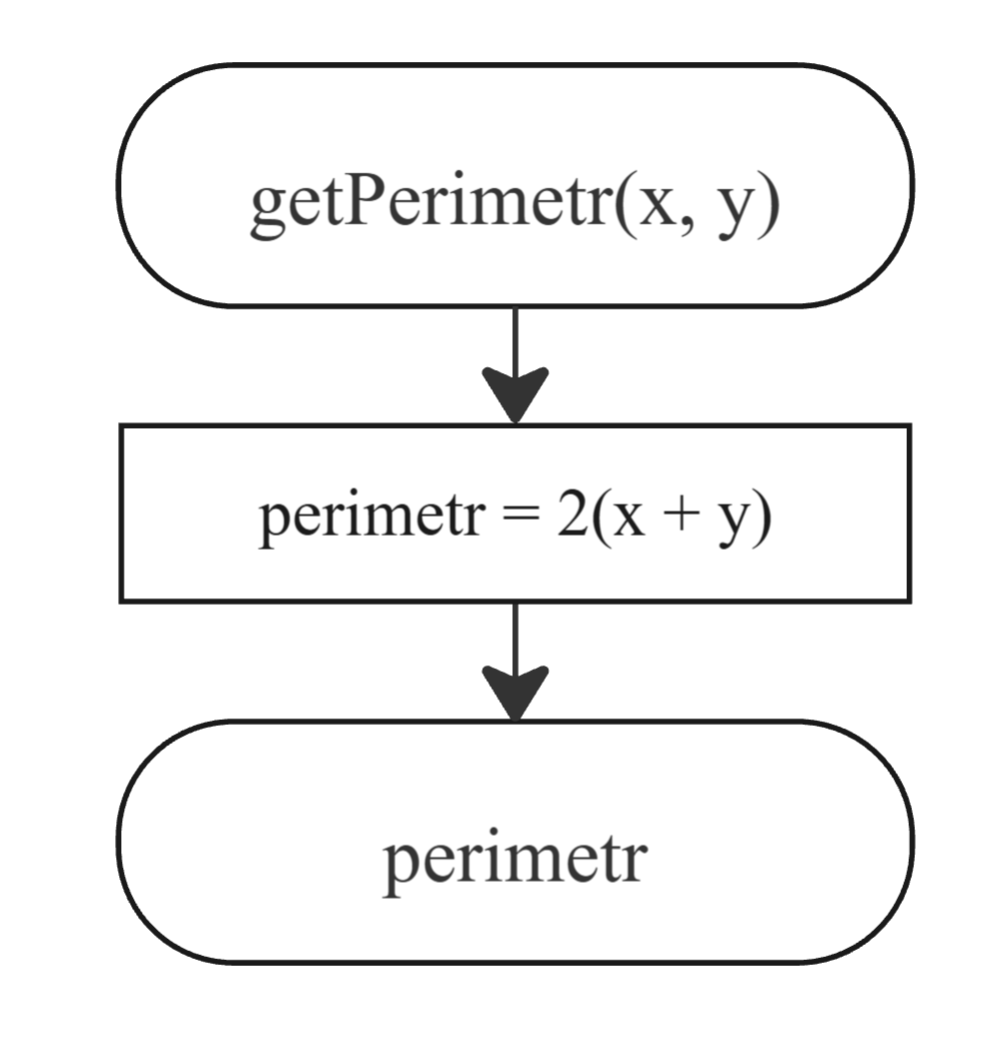 getPerimetr(x, y)
perimetr = 2(x + y)
perimetr